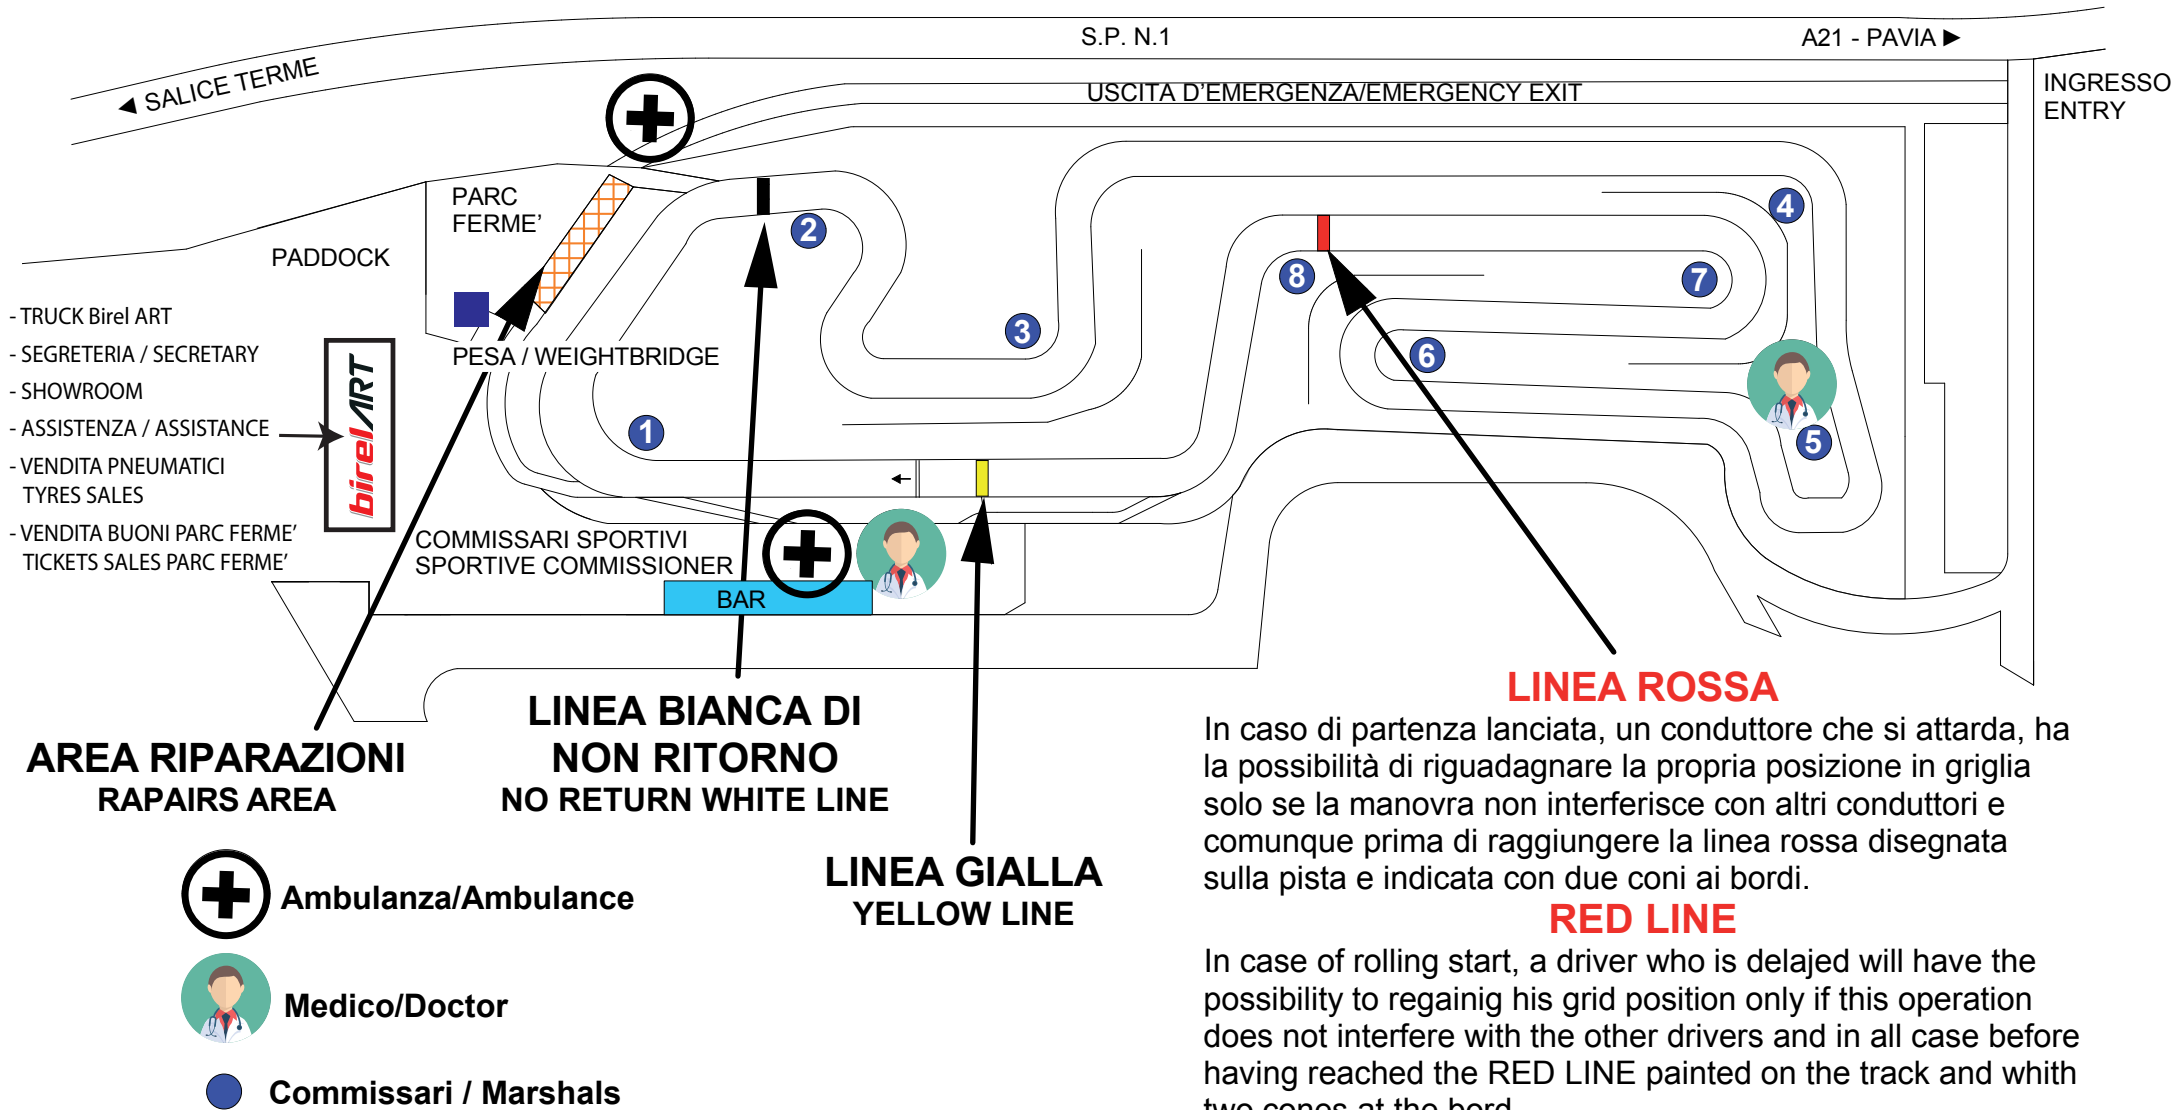 S.P. N.1
A21 - PAVIA ►
◄ SALICE TERME
USCITA D'EMERGENZA/EMERGENCY EXIT
INGRESSO
ENTRY
PARC
FERME'
PADDOCK
2
4
8
7
3
6
1
5
- TRUCK Birel ART
- SEGRETERIA / SECRETARY
- SHOWROOM
- ASSISTENZA / ASSISTANCE
- VENDITA PNEUMATICI
TYRES SALES
- VENDITA BUONI PARC FERME'
TICKETS SALES PARC FERME'
birelART
PESA / WEIGHTBRIDGE
COMMISSARI SPORTIVI
SPORTIVE COMMISSIONER
BAR
AREA RIPARAZIONI
RAPAIRS AREA
LINEA BIANCA DI
NON RITORNO
NO RETURN WHITE LINE
LINEA GIALLA
YELLOW LINE
Ambulanza/Ambulance
Medico/Doctor
Commissari / Marshals
LINEA ROSSA
In caso di partenza lanciata, un conduttore che si attarda, ha
la possibilità di riguadagnare la propria posizione in griglia
solo se la manovra non interferisce con altri conduttori e
comunque prima di raggiungere la linea rossa disegnata
sulla pista e indicata con due coni ai bordi.
RED LINE
In case of rolling start, a driver who is delajed will have the
possibility to regainig his grid position only if this operation
does not interfere with the other drivers and in all case before
having reached the RED LINE painted on the track and whith
two cones at the bord